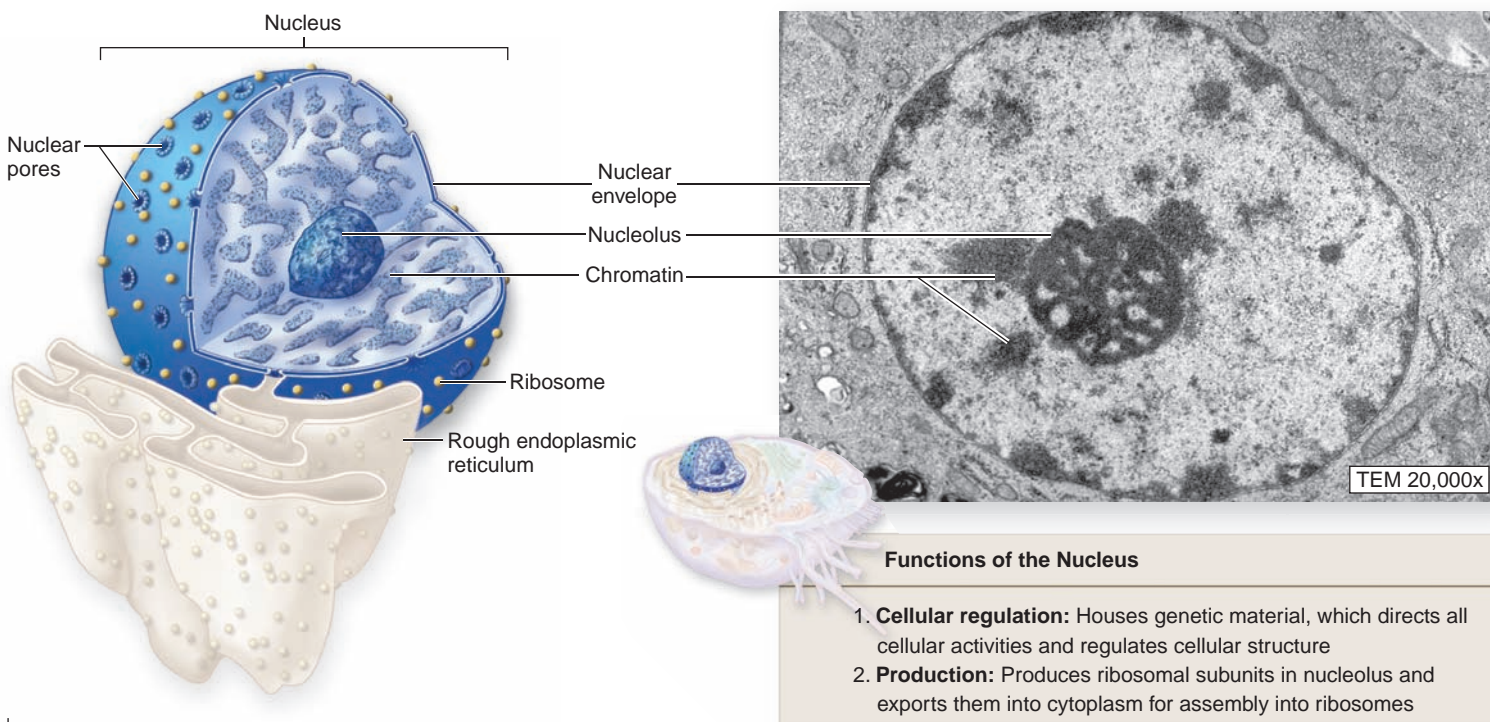 Nucleus
Nuclear
pores
Nuclear
envelope
Nucleolus
Chromatin
Ribosome
Rough endoplasmic
reticulum
TEM 20,000x
Functions of the Nucleus
1. Cellular regulation: Houses genetic material, which directs all
cellular activities and regulates cellular structure
2. Production: Produces ribosomal subunits in nucleolus and
exports them into cytoplasm for assembly into ribosomes